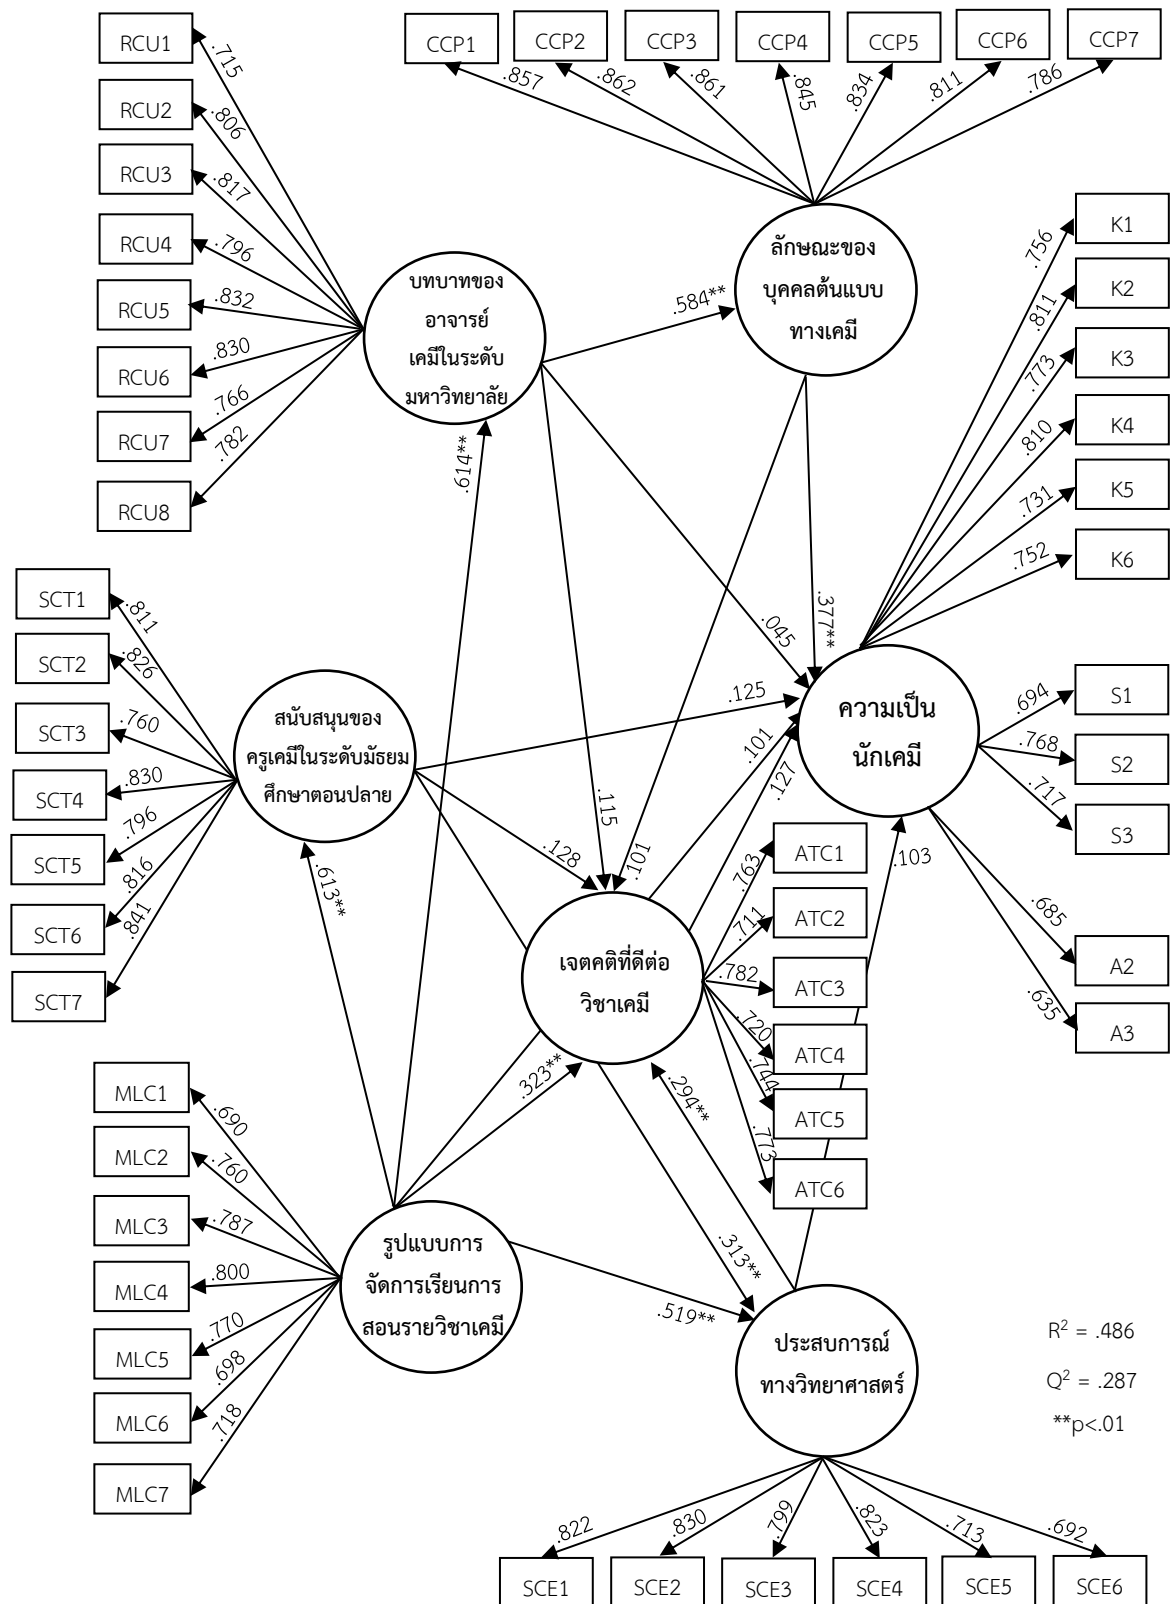 RCU1
RCU2
RCU3
RCU4
RCU5
RCU6
RCU7
RCU8
.715
.806
.817
.796
.832
.830
.766
.782
CCP1
CCP2
CCP3
CCP4
CCP5
CCP6
CCP7
.857
.862
.861
.845
.834
.811
.786
บทบาทของ
อาจารย์
เคมีในระดับ
มหาวิทยาลัย
ลักษณะของ
บุคคลต้นแบบ
ทางเคมี
.584**
K1
K2
K3
K4
K5
K6
.756
.811
.773
.810
.731
.752
.614**
.045
.377**
SCT1
SCT2
SCT3
SCT4
SCT5
SCT6
SCT7
.811
.826
.760
.830
.796
.816
.841
สนับสนุนของ
ครูเคมีในระดับมัธยม
ศึกษาตอนปลาย
.125
.101
.127
.115
.101
.128
.613**
ความเป็น
นักเคมี
S1
S2
S3
.694
.768
.717
A2
A3
.685
.635
.103
เจตคติที่ดีต่อ
วิชาเคมี
ATC1
ATC2
ATC3
ATC4
ATC5
ATC6
.763
.711
.782
.720
.744
.773
.323**
.294**
.313**
.519**
MLC1
MLC2
MLC3
MLC4
MLC5
MLC6
MLC7
.690
.760
.787
.800
.770
.698
.718
รูปแบบการ
จัดการเรียนการ
สอนรายวิชาเคมี
ประสบการณ์
ทางวิทยาศาสตร์
R² = .486
Q² = .287
**p<.01
.822
.830
.799
.823
.713
.692
SCE1
SCE2
SCE3
SCE4
SCE5
SCE6